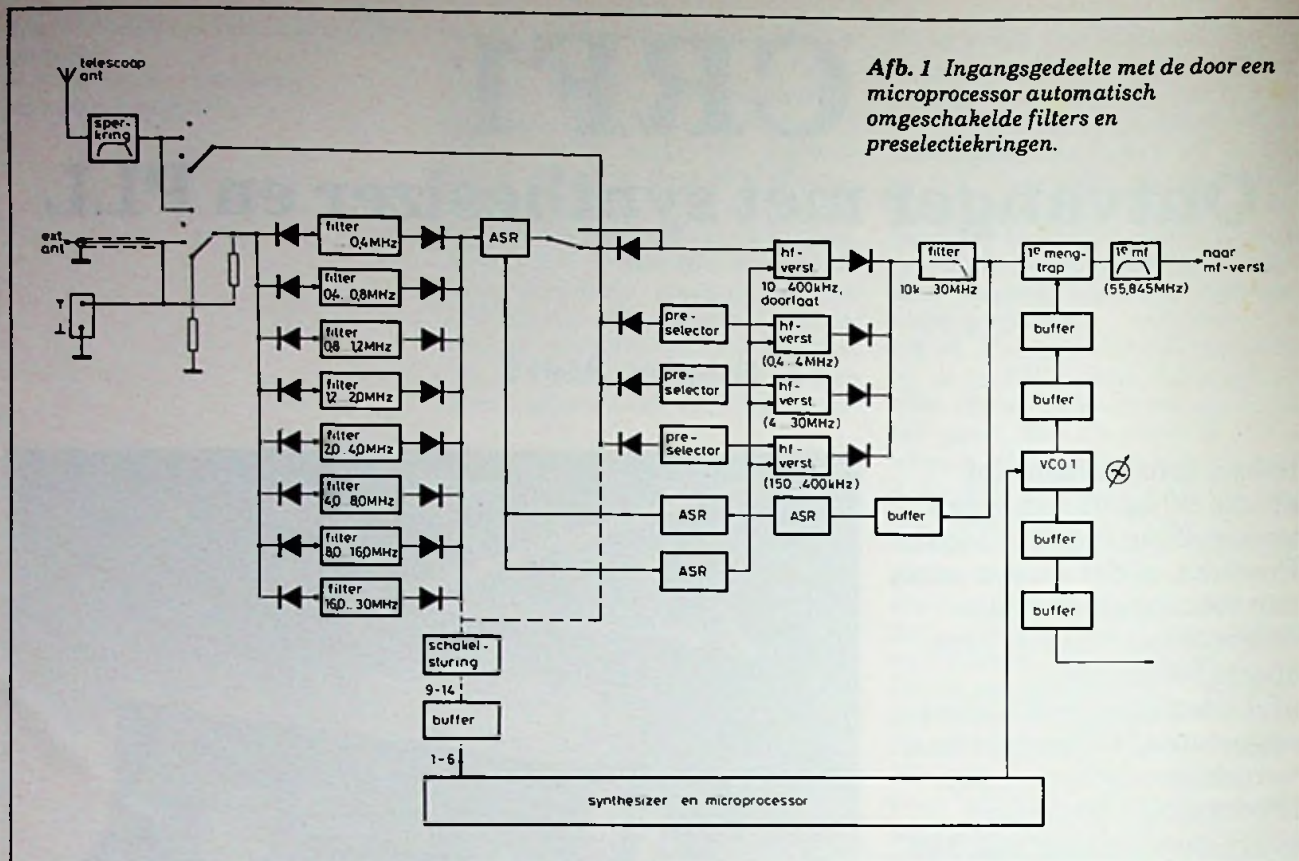 Afb. 1 Ingangsgedeelte met de door een
microprocessor automatisch
omgeschakelde filters en
preselectiekringen.
telescoop
ant
sper-
kring
ext
ant
filter
0,4MHz
filter
0,4...0,8MHz
filter
0,8...1,2MHz
filter
1,2...2,0MHz
filter
2,0...4,0MHz
filter
4,0...8,0MHz
filter
8,0...16,0MHz
filter
16,0...30MHz
ASR
pre-
selector
pre-
selector
pre-
selector
hf-
verst
10...400kHz,
doorlaat
hf-
verst
(0,4...4MHz)
hf-
verst
(4...30MHz)
hf-
verst
(150...400kHz)
ASR
ASR
buffer
ASR
filter
10k...30MHz
1e meng-
trap
1e mf
(55,845MHz)
naar
mf-verst
buffer
buffer
VCO 1
buffer
buffer
schakel-
sturing
9-14
buffer
1-6
synthesizer en microprocessor